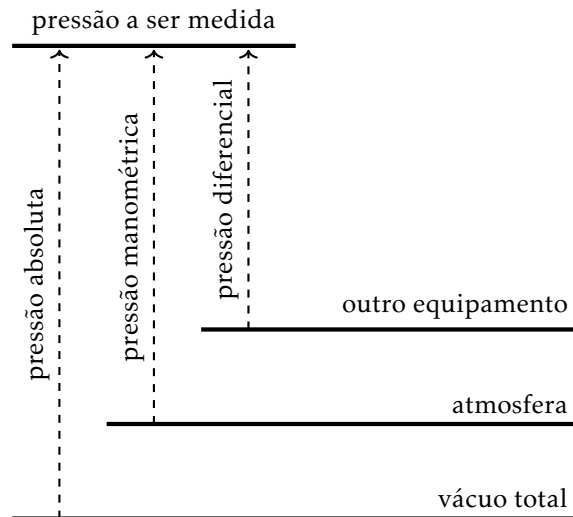 pressão a ser medida
pressão absoluta
pressão manométrica
pressão diferencial
outro equipamento
atmosfera
vácuo total